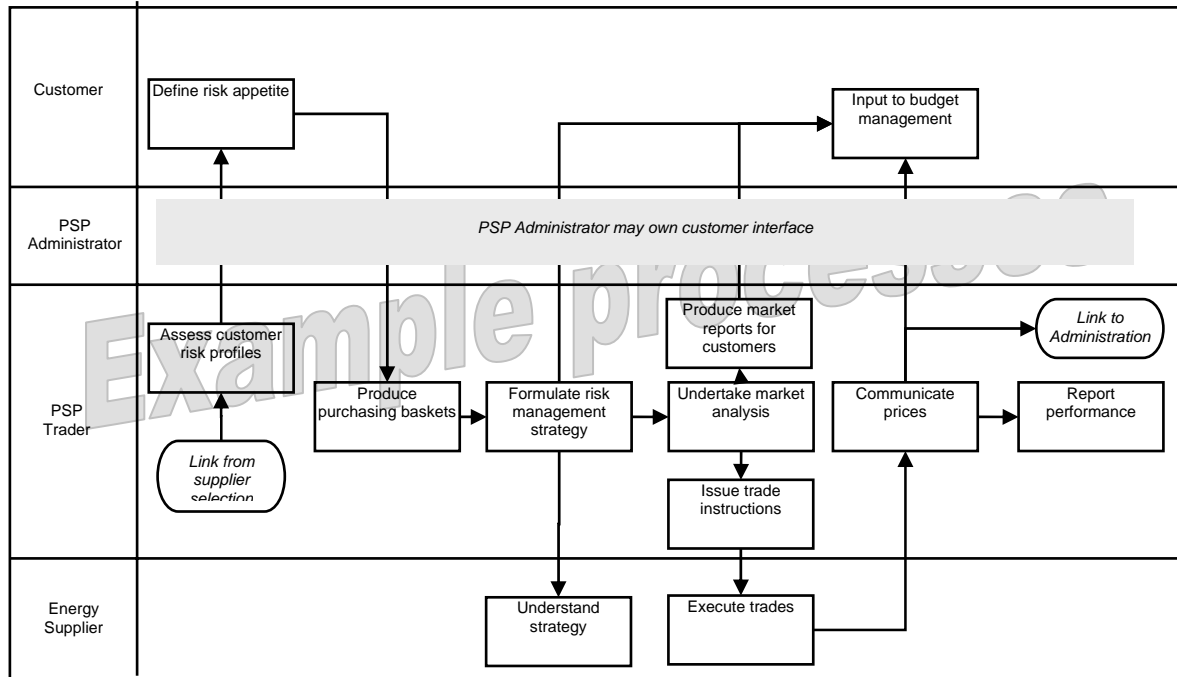 Customer
Define risk appetite
Input to budget
management
PSP
Administrator
PSP Administrator may own customer interface
Example processes
PSP
Trader
Assess customer
risk profiles
Link from
supplier
selection
Produce
purchasing baskets
Formulate risk
management
strategy
Produce market
reports for
customers
Undertake market
analysis
Issue trade
instructions
Communicate
prices
Link to
Administration
Report
performance
Energy
Supplier
Understand
strategy
Execute trades